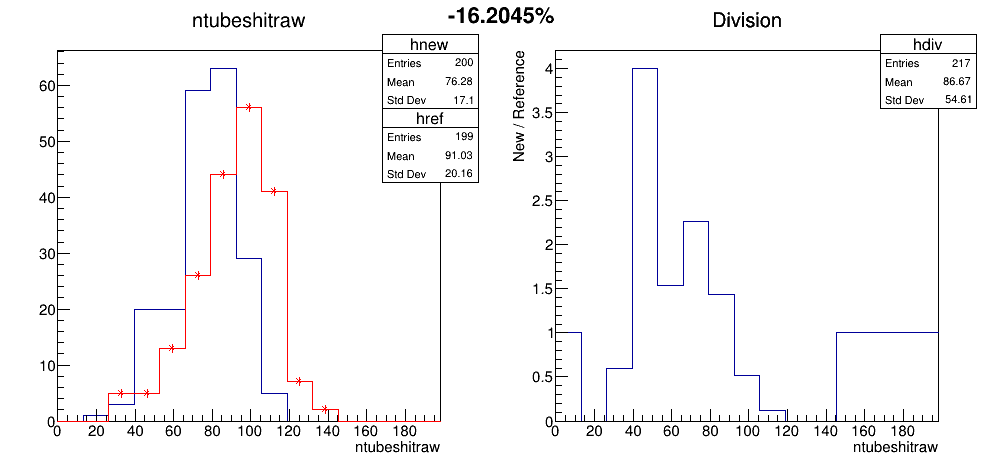 -16.2045%
ntubeshitraw
hnew
Entries 200
Mean 76.28
Std Dev 17.1
href
Entries 199
Mean 91.03
Std Dev 20.16
60
50
40
30
20
10
0
0 20 40 60 80 100 120 140 160 180
ntubeshitraw
Division
hdiv
Entries 217
Mean 86.67
Std Dev 54.61
New / Reference
4
3.5
3
2.5
2
1.5
1
0.5
0
0 20 40 60 80 100 120 140 160 180
ntubeshitraw